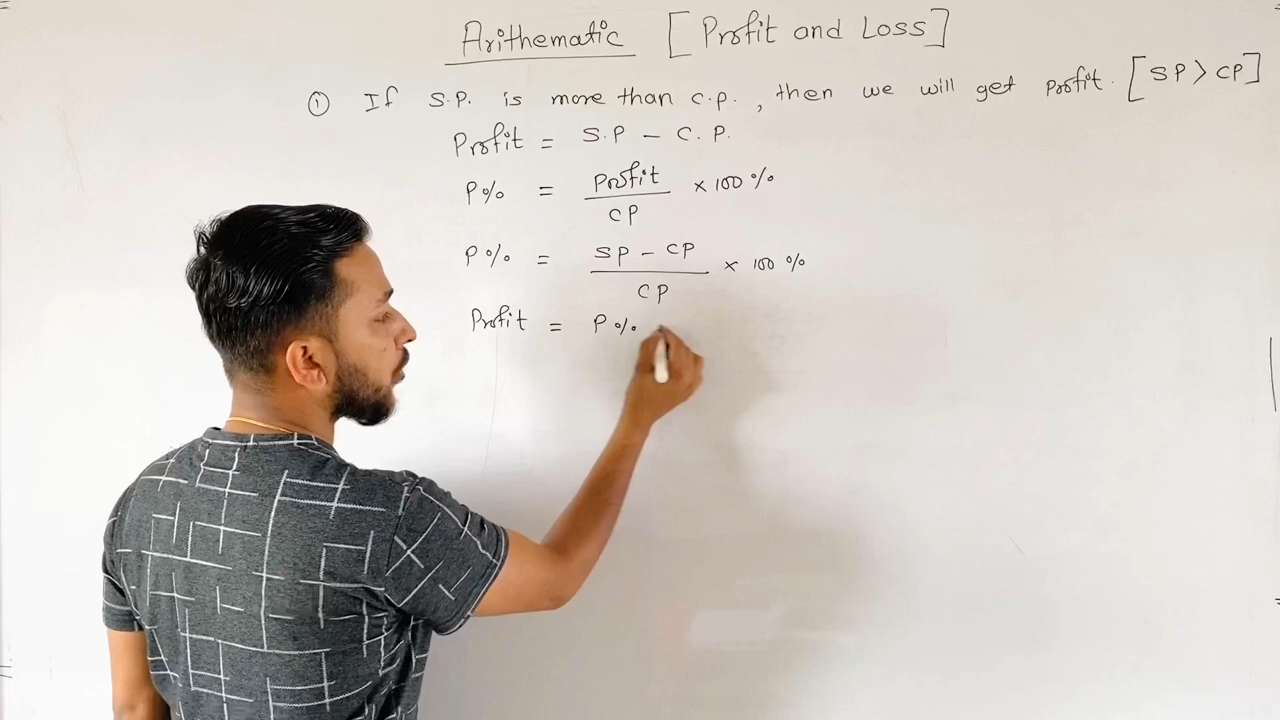 Arithematic [Profit and Loss]
① If S.P. is more than C.P., then we will get Profit. [SP > CP]
Profit = S.P - C.P.
P% = Profit / CP × 100%
P% = SP - CP / CP × 100%
Profit = P%